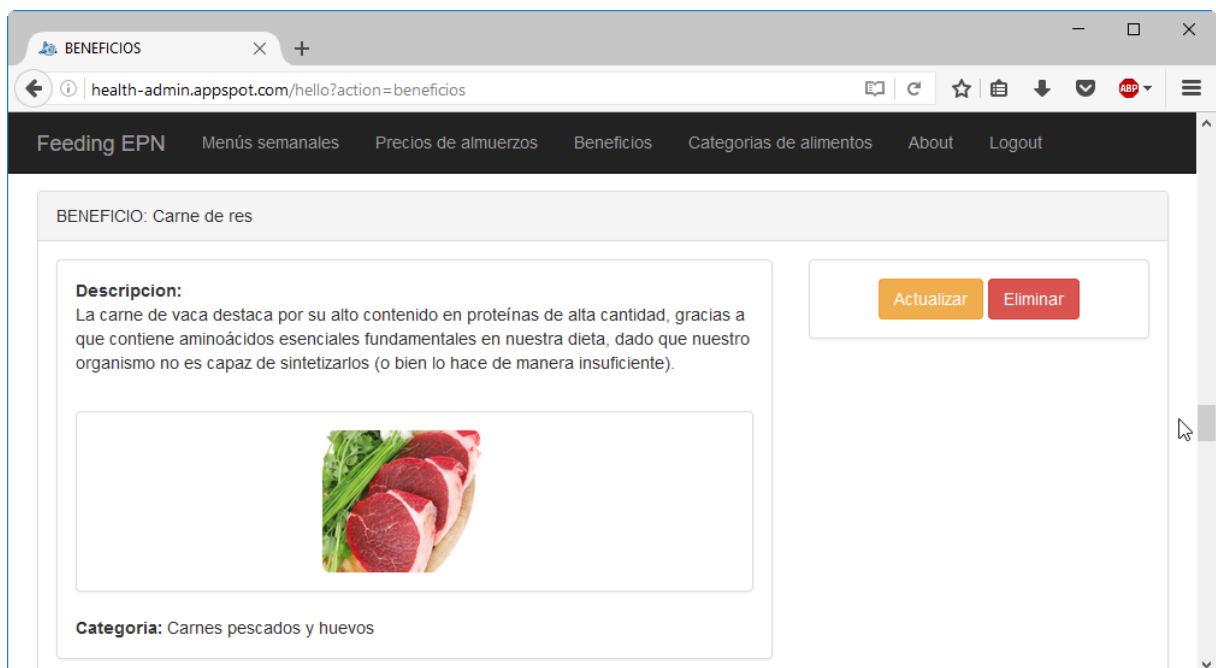 BENEFICIOS
health-admin.appspot.com/hello?action=beneficios
ABP
Feeding EPN Menús semanales Precios de almuerzos Beneficios Categorias de alimentos About Logout
BENEFICIO: Carne de res
Descripcion:
La carne de vaca destaca por su alto contenido en proteínas de alta cantidad, gracias a
que contiene aminoácidos esenciales fundamentales en nuestra dieta, dado que nuestro
organismo no es capaz de sintetizarlos (o bien lo hace de manera insuficiente).
Actualizar Eliminar
Categoria: Carnes pescados y huevos